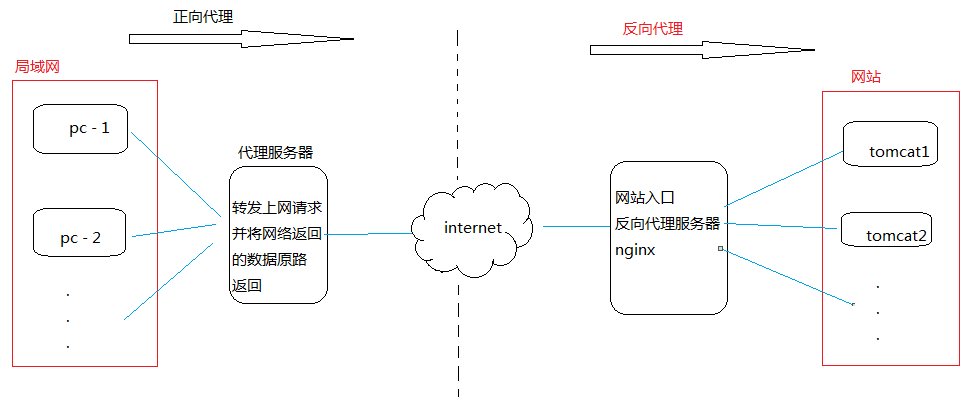 正向代理
反向代理
局域网
网站
pc - 1
代理服务器
tomcat1
转发上网请求
并将网络返回
的数据原路
返回
网站入口
反向代理服务器
nginx
internet
pc - 2
tomcat2